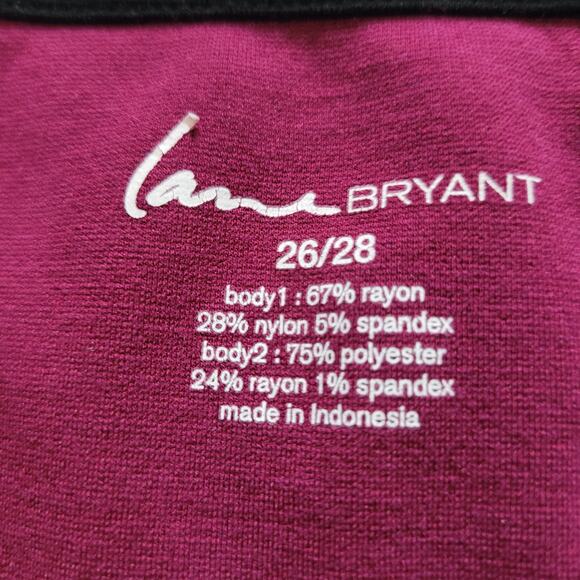 Lane BRYANT
26/28
body1 : 67% rayon
28% nylon 5% spandex
body2 : 75% polyester
24% rayon 1% spandex
made in Indonesia